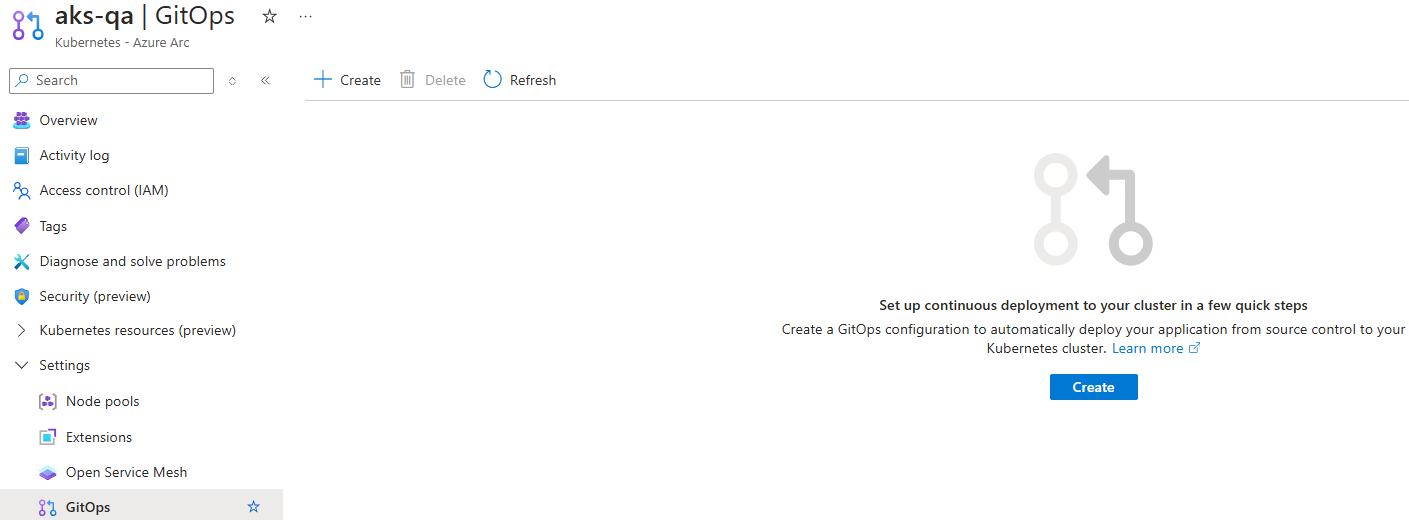 aks-qa | GitOps
Kubernetes - Azure Arc
Search
Create
Delete
Refresh
Overview
Activity log
Access control (IAM)
Tags
Diagnose and solve problems
Security (preview)
Kubernetes resources (preview)
Settings
Node pools
Extensions
Open Service Mesh
GitOps
Set up continuous deployment to your cluster in a few quick steps
Create a GitOps configuration to automatically deploy your application from source control to your
Kubernetes cluster. Learn more
Create